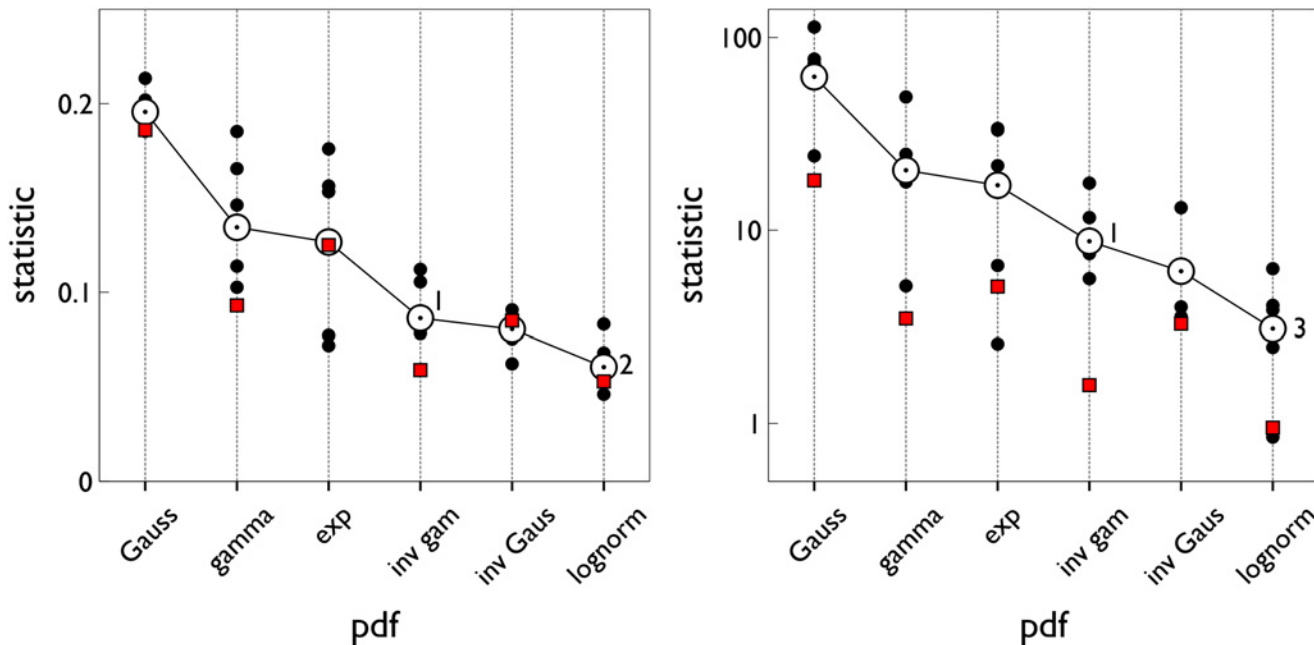 statistic
0.2
0.1
0
1
2
Gauss
gamma
exp
inv gam
inv Gaus
lognorm
pdf
statistic
100
10
1
1
3
Gauss
gamma
exp
inv gam
inv Gaus
lognorm
pdf